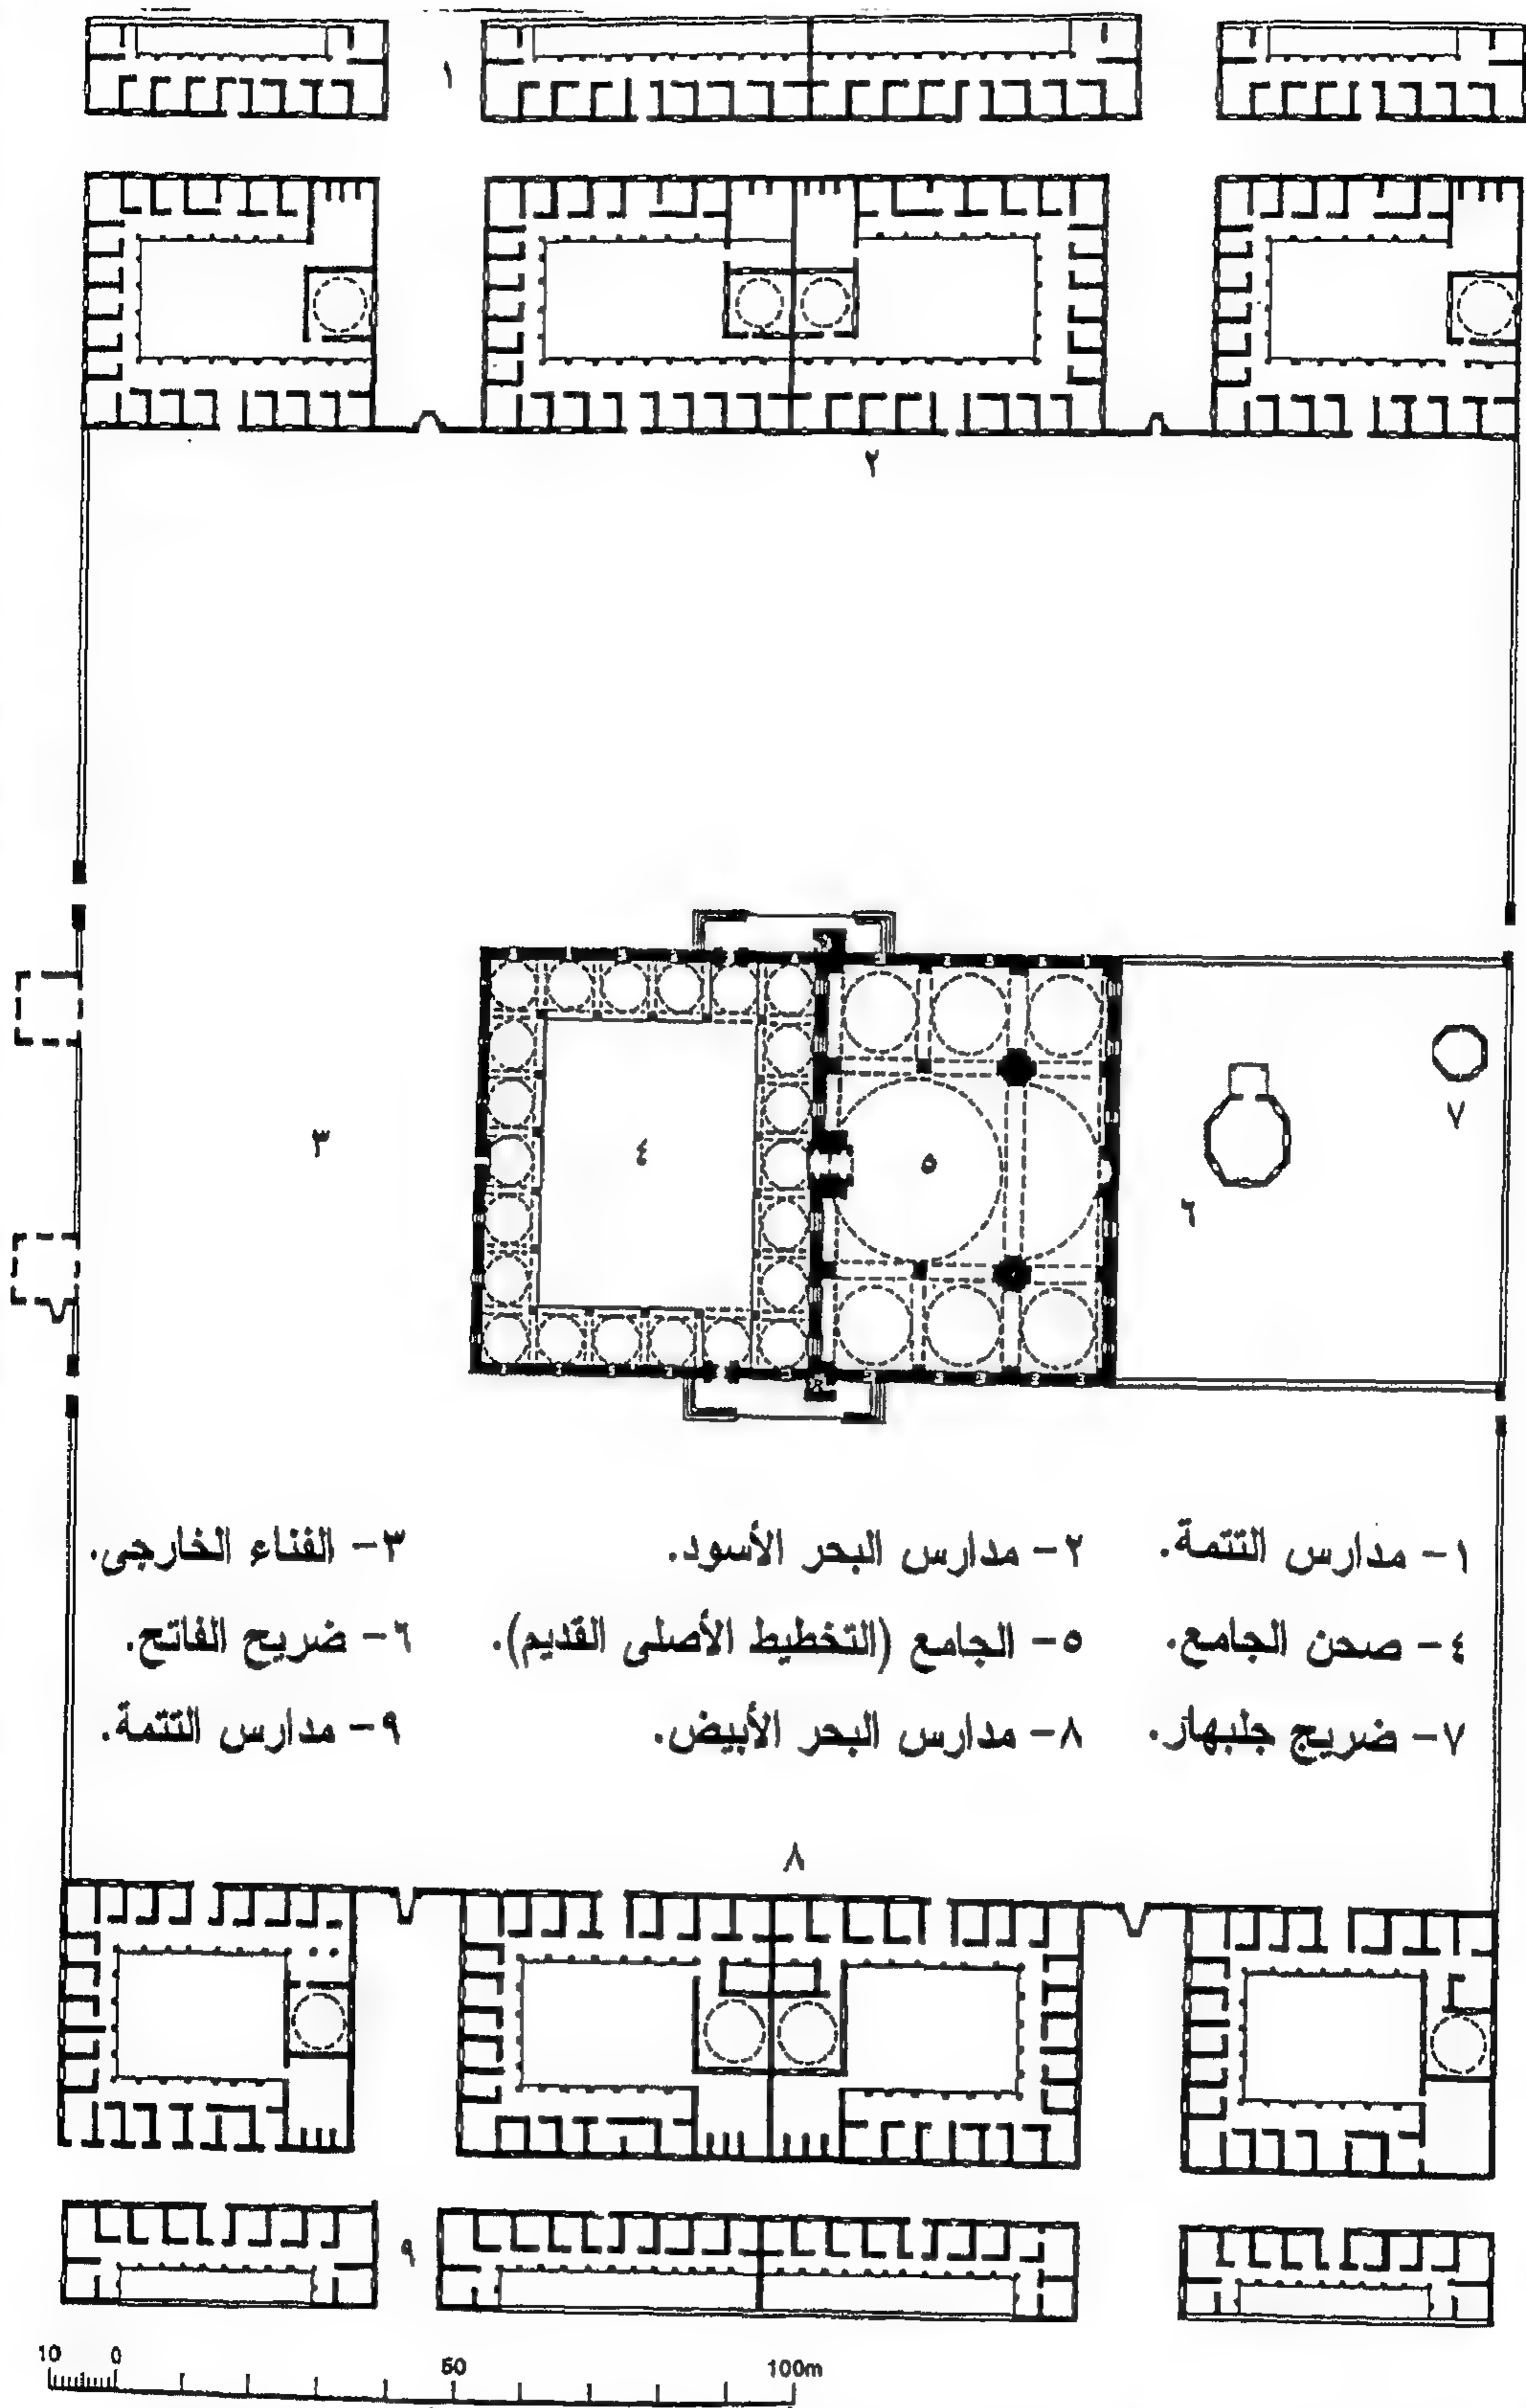 ١
٢
٣
٤
٥
٦
٧
١- مدارس التتمة. ٢- مدارس البحر الأسود. ٣- الفناء الخارجى.
٤- صحن الجامع. ٥- الجامع (التخطيط الأصلى القديم). ٦- ضريح الفاتح.
٧- ضريج جلبهار. ٨- مدارس البحر الأبيض. ٩- مدارس التتمة.
٨
٩
10 0 50 100m